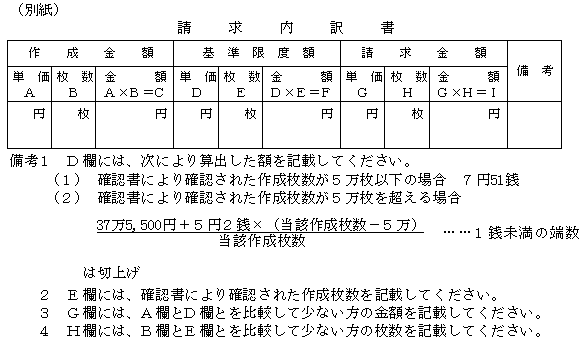 （別紙）
請求内訳書
作成金額 基準限度額 請求金額 備考
単価 枚数 金額 単価 枚数 金額 単価 枚数 金額
A B A×B＝C D E D×E＝F G H G×H＝I
円 枚 円 円 枚 円 円 枚 円
備考1 D欄には、次により算出した額を記載してください。
（1） 確認書により確認された作成枚数が5万枚以下の場合 7円51銭
（2） 確認書により確認された作成枚数が5万枚を超える場合
37万5,500円＋5円2銭×（当該作成枚数－5万）
当該作成枚数
……1銭未満の端数
は切上げ
2 E欄には、確認書により確認された作成枚数を記載してください。
3 G欄には、A欄とD欄とを比較して少ない方の金額を記載してください。
4 H欄には、B欄とE欄とを比較して少ない方の枚数を記載してください。